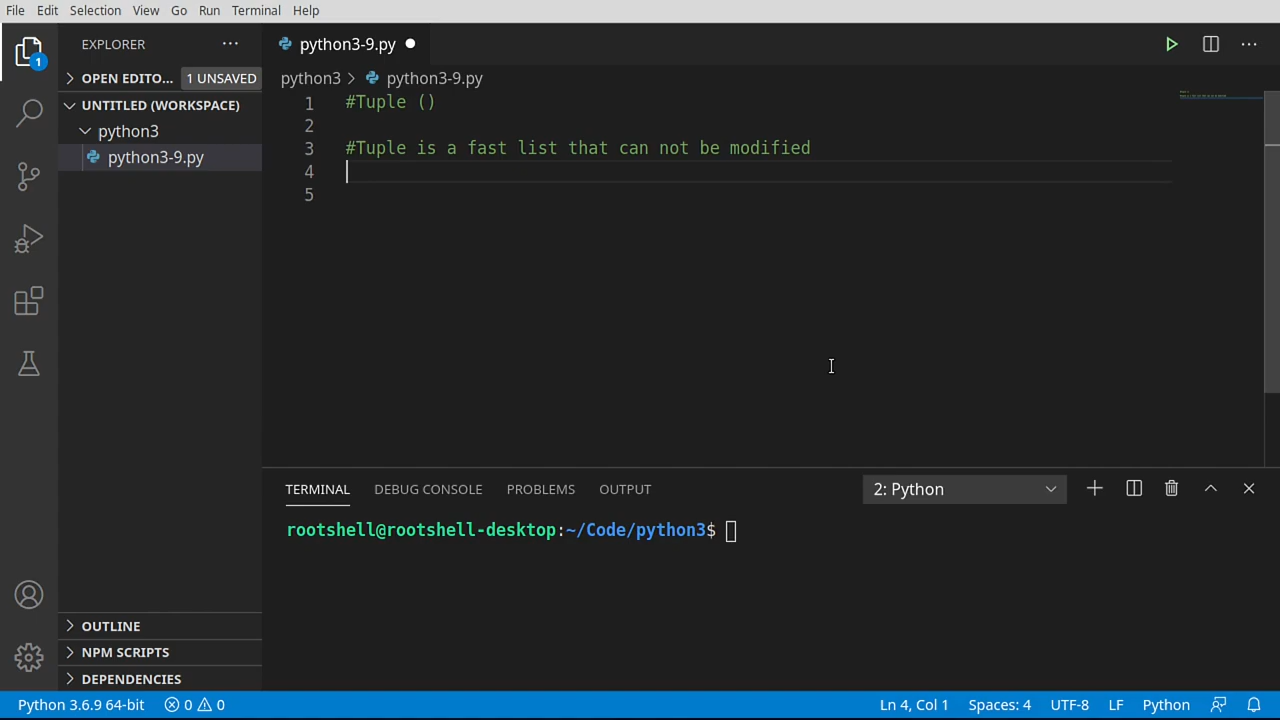 File Edit Selection View Go Run Terminal Help
EXPLORER ...
1
OPEN EDITO... 1 UNSAVED
UNTITLED (WORKSPACE)
python3
python3-9.py
OUTLINE
NPM SCRIPTS
DEPENDENCIES
python3-9.py
python3 > python3-9.py
1 #Tuple ()
2
3 #Tuple is a fast list that can not be modified
4
5
TERMINAL DEBUG CONSOLE PROBLEMS OUTPUT 2: Python
rootshell@rootshell-desktop:~/Code/python3$
Python 3.6.9 64-bit 0 0 Ln 4, Col 1 Spaces: 4 UTF-8 LF Python